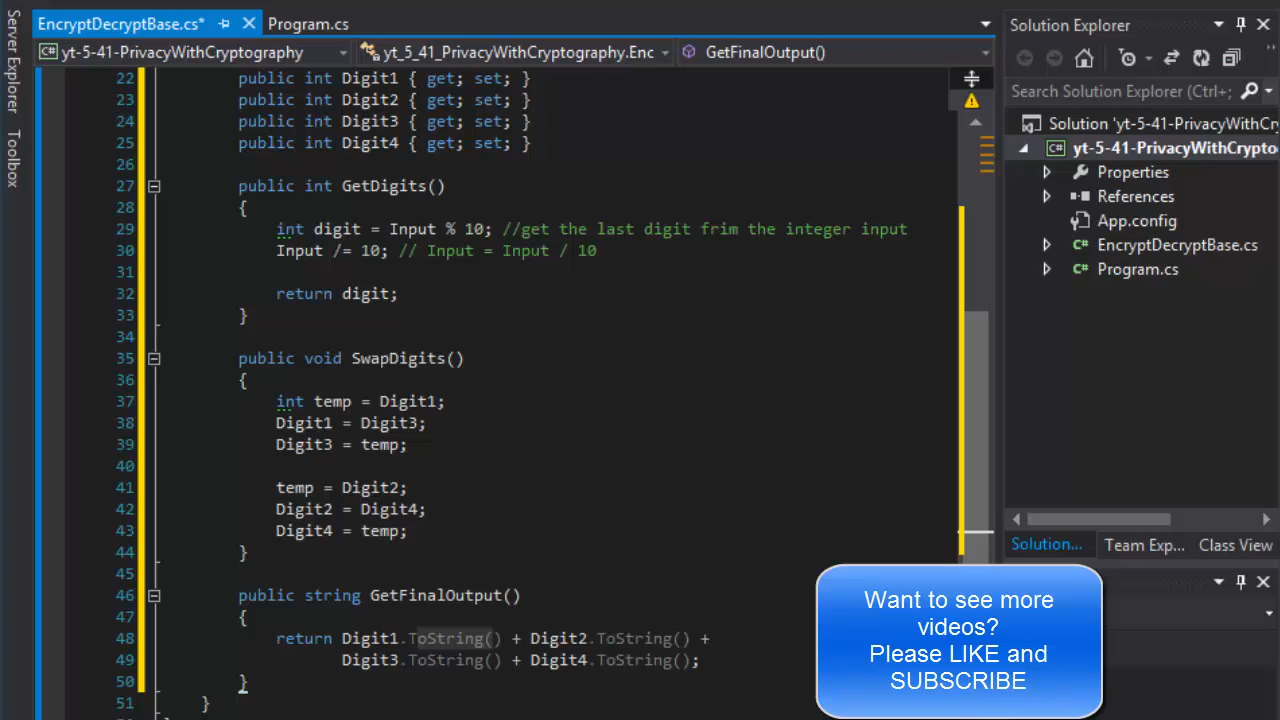 EncryptDecryptBase.cs*
Program.cs
yt-5-41-PrivacyWithCryptography
yt_5_41_PrivacyWithCryptography.Enc
GetFinalOutput()
Server Explorer
Toolbox
22 public int Digit1 { get; set; }
23 public int Digit2 { get; set; }
24 public int Digit3 { get; set; }
25 public int Digit4 { get; set; }
26
27 public int GetDigits()
28 {
29 int digit = Input % 10; //get the last digit frim the integer input
30 Input /= 10; // Input = Input / 10
31
32 return digit;
33 }
34
35 public void SwapDigits()
36 {
37 int temp = Digit1;
38 Digit1 = Digit3;
39 Digit3 = temp;
40
41 temp = Digit2;
42 Digit2 = Digit4;
43 Digit4 = temp;
44 }
45
46 public string GetFinalOutput()
47 {
48 return Digit1.ToString() + Digit2.ToString() +
49 Digit3.ToString() + Digit4.ToString();
50 }
51 }
Solution Explorer
Search Solution Explorer (Ctrl+;
Solution 'yt-5-41-PrivacyWithCr
yt-5-41-PrivacyWithCrypto
Properties
References
App.config
C# EncryptDecryptBase.cs
C# Program.cs
Solution... Team Exp... Class View
Want to see more
videos?
Please LIKE and
SUBSCRIBE